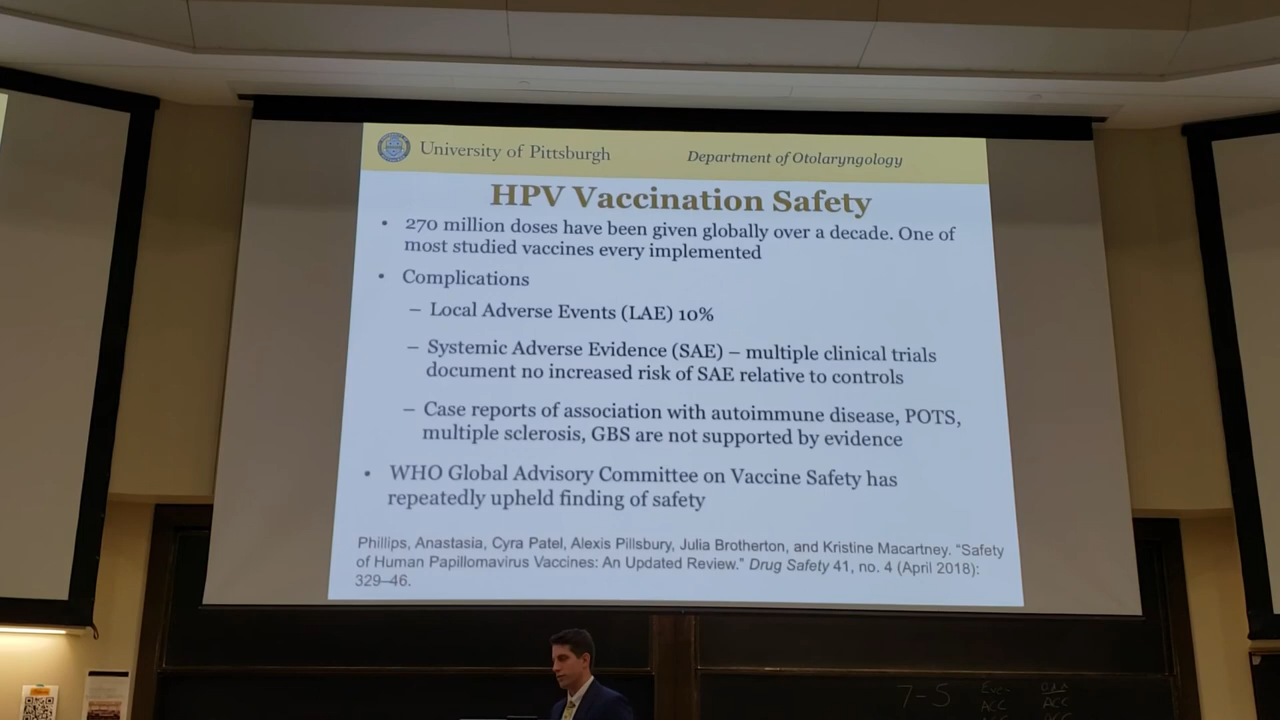 University of Pittsburgh
Department of Otolaryngology
HPV Vaccination Safety
• 270 million doses have been given globally over a decade. One of
most studied vaccines every implemented
• Complications
– Local Adverse Events (LAE) 10%
– Systemic Adverse Evidence (SAE) – multiple clinical trials
document no increased risk of SAE relative to controls
– Case reports of association with autoimmune disease, POTS,
multiple sclerosis, GBS are not supported by evidence
• WHO Global Advisory Committee on Vaccine Safety has
repeatedly upheld finding of safety
Phillips, Anastasia, Cyra Patel, Alexis Pillsbury, Julia Brotherton, and Kristine Macartney. “Safety
of Human Papillomavirus Vaccines: An Updated Review.” Drug Safety 41, no. 4 (April 2018):
329–46.
7-5
ACC ACC